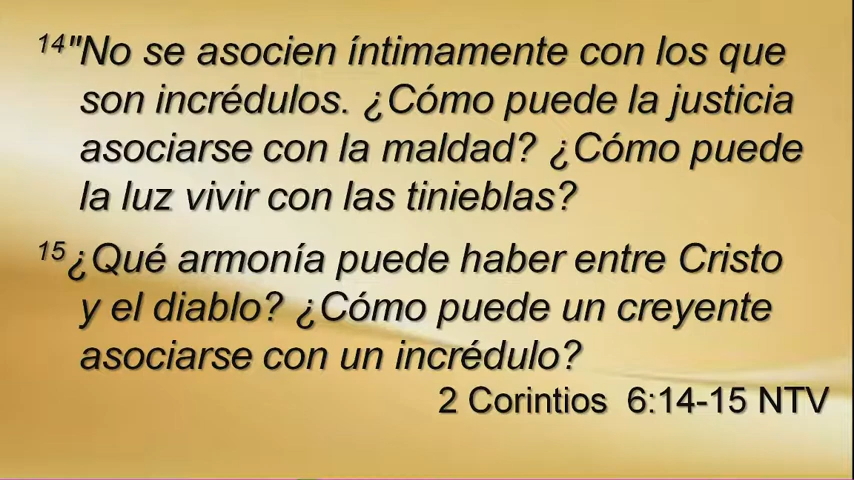 14"No se asocien íntimamente con los que
son incrédulos. ¿Cómo puede la justicia
asociarse con la maldad? ¿Cómo puede
la luz vivir con las tinieblas?
15¿Qué armonía puede haber entre Cristo
y el diablo? ¿Cómo puede un creyente
asociarse con un incrédulo?
2 Corintios 6:14-15 NTV